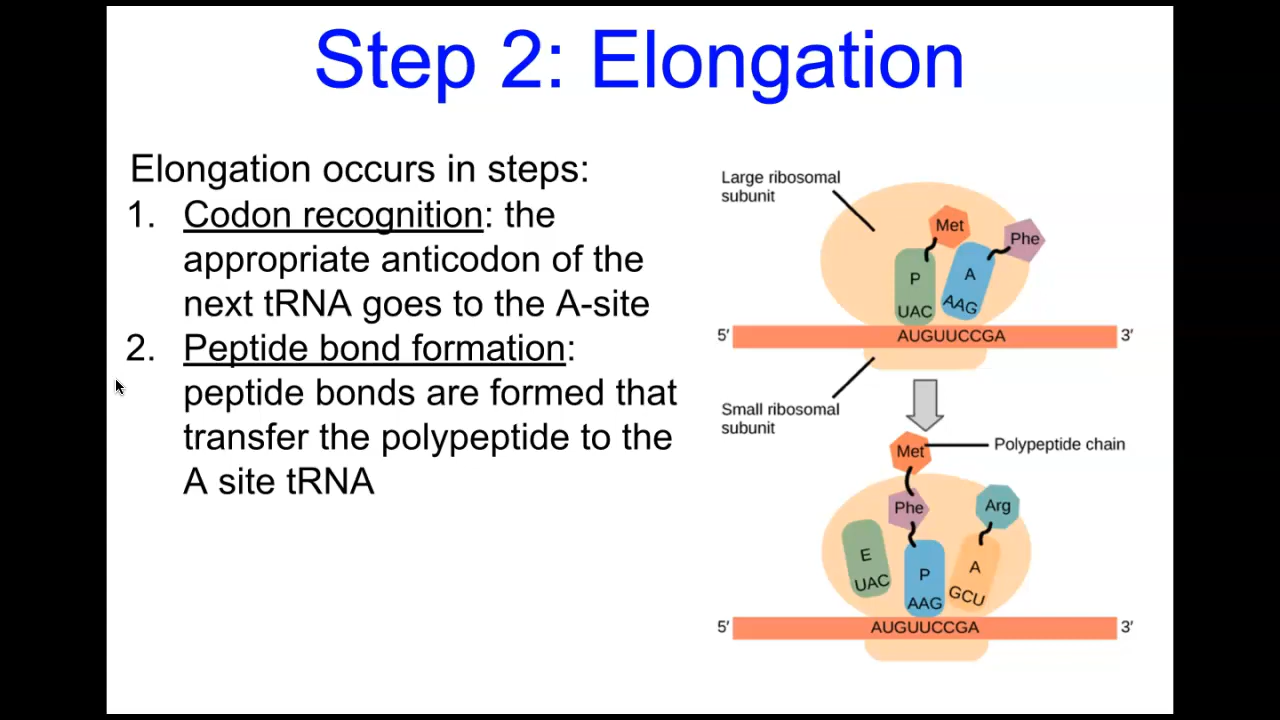 Step 2: Elongation
Elongation occurs in steps:
1. Codon recognition: the
appropriate anticodon of the
next tRNA goes to the A-site
2. Peptide bond formation:
peptide bonds are formed that
transfer the polypeptide to the
A site tRNA
Large ribosomal
subunit
Met
Phe
P
A
UAC
AAG
5′ AUGUUCCGA 3′
Small ribosomal
subunit
Met
Polypeptide chain
Phe
Arg
E
P
A
UAC
AAG
GCU
5′ AUGUUCCGA 3′